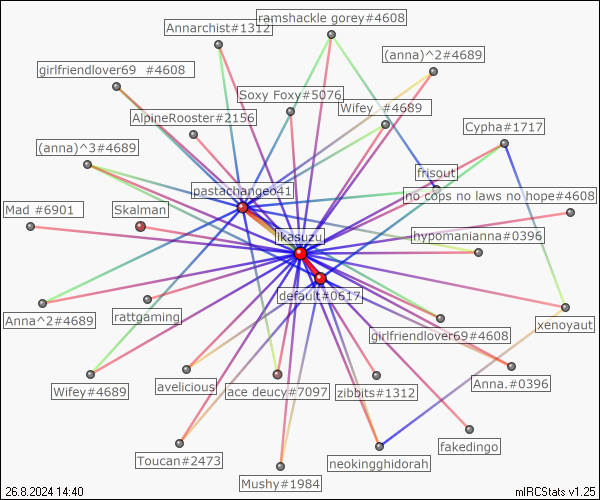 ramshackle gorey#4608
Annarchist#1312
(anna)^2#4689
girlfriendlover69 #4608
Soxy Foxy#5076
Wifey #4689
AlpineRooster#2156
Cypha#1717
(anna)^3#4689
frisout
pastachangeo41
no cops no laws no hope#4608
Mad #6901
Skalman
ikasuzu
hyponomianna#0396
default#0617
Anna^2#4689
rattgaming
xenoyaut
girlfriendlover69#4608
Wifey#4689
avelicious
ace deucy#7097
zibbits#1312
Anna.#0396
Toucan#2473
neokingghidorah
fakedingo
Mushy#1984
26.8.2024 14:40
mIRCStats v1.25